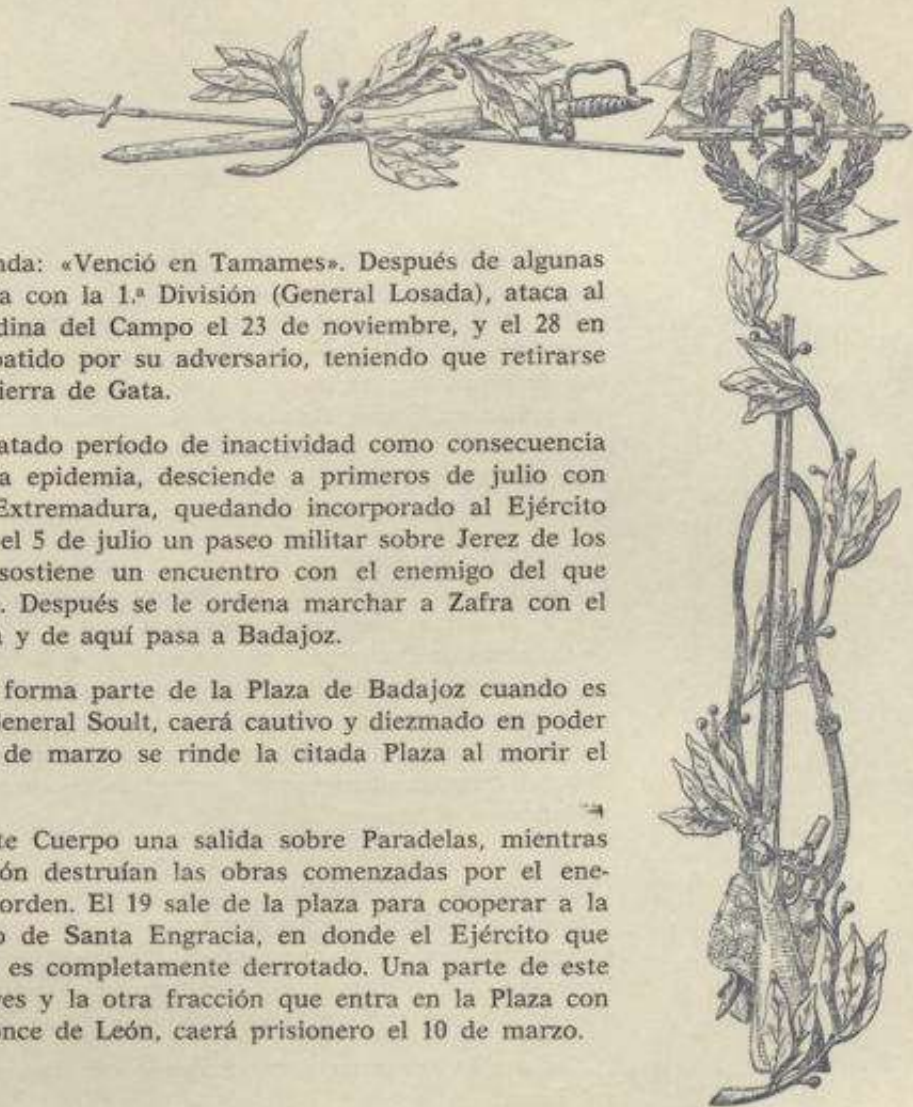 nda: «Venció en Tamames». Después de algunas
a con la 1.ª División (General Losada), ataca al
dina del Campo el 23 de noviembre, y el 28 en
batido por su adversario, teniendo que retirarse
ierra de Gata.
atado período de inactividad como consecuencia
a epidemia, desciende a primeros de julio con
Extremadura, quedando incorporado al Ejército
el 5 de julio un paseo militar sobre Jerez de los
sostiene un encuentro con el enemigo del que
. Después se le ordena marchar a Zafra con el
a y de aquí pasa a Badajoz.
forma parte de la Plaza de Badajoz cuando es
General Soult, caerá cautivo y diezmado en poder
de marzo se rinde la citada Plaza al morir el
te Cuerpo una salida sobre Paradelas, mientras
ón destruían las obras comenzadas por el ene-
orden. El 19 sale de la plaza para cooperar a la
o de Santa Engracia, en donde el Ejército que
es completamente derrotado. Una parte de este
ves y la otra fracción que entra en la Plaza con
once de León, caerá prisionero el 10 de marzo.